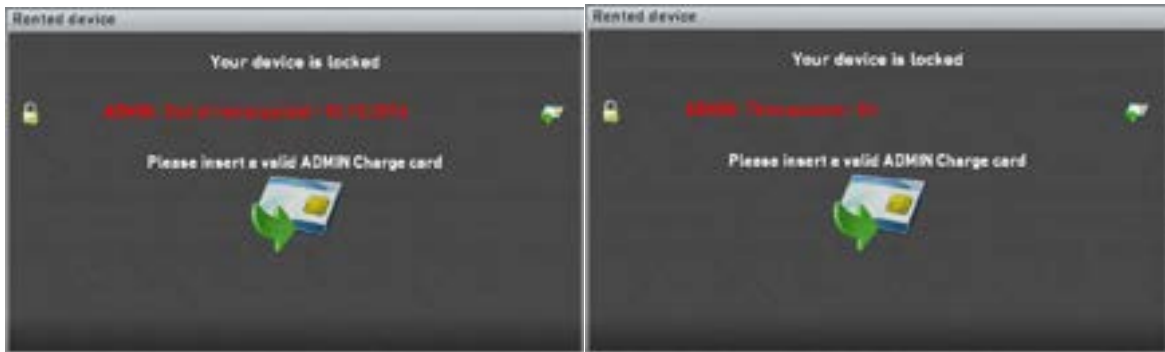 Rented device
Your device is locked
ADMIN:
Please insert a valid ADMIN Charge card
Rented device
Your device is locked
ADMIN:
Please insert a valid ADMIN Charge card